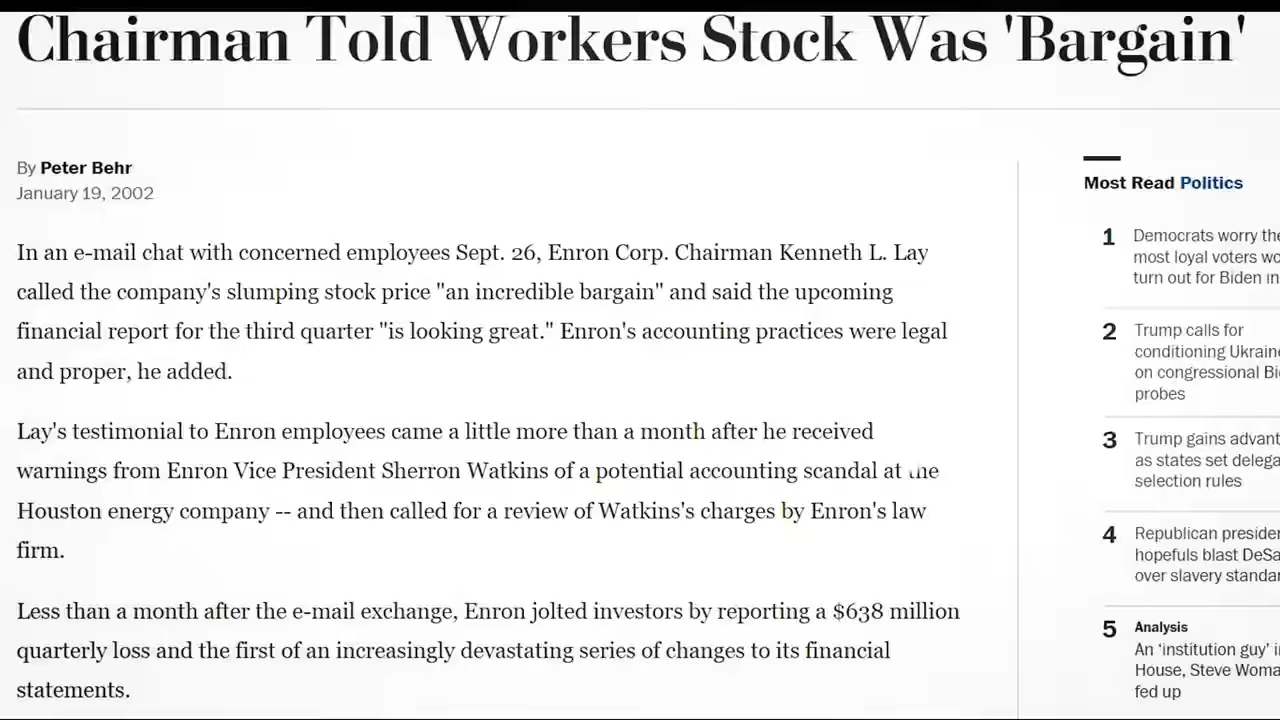 Chairman Told Workers Stock Was 'Bargain'
By Peter Behr
January 19, 2002
In an e-mail chat with concerned employees Sept. 26, Enron Corp. Chairman Kenneth L. Lay
called the company's slumping stock price "an incredible bargain" and said the upcoming
financial report for the third quarter "is looking great." Enron's accounting practices were legal
and proper, he added.
Lay's testimonial to Enron employees came a little more than a month after he received
warnings from Enron Vice President Sherron Watkins of a potential accounting scandal at the
Houston energy company -- and then called for a review of Watkins's charges by Enron's law
firm.
Less than a month after the e-mail exchange, Enron jolted investors by reporting a $638 million
quarterly loss and the first of an increasingly devastating series of changes to its financial
statements.
Most Read Politics
1 Democrats worry
most loyal voters
turn out for Biden in
2 Trump calls for
conditioning
on congressional
probes
3 Trump gains
as states set
selection rules
4 Republican
hopefuls blast
over slavery
5 Analysis
An 'institution guy'
House, Steve
fed up